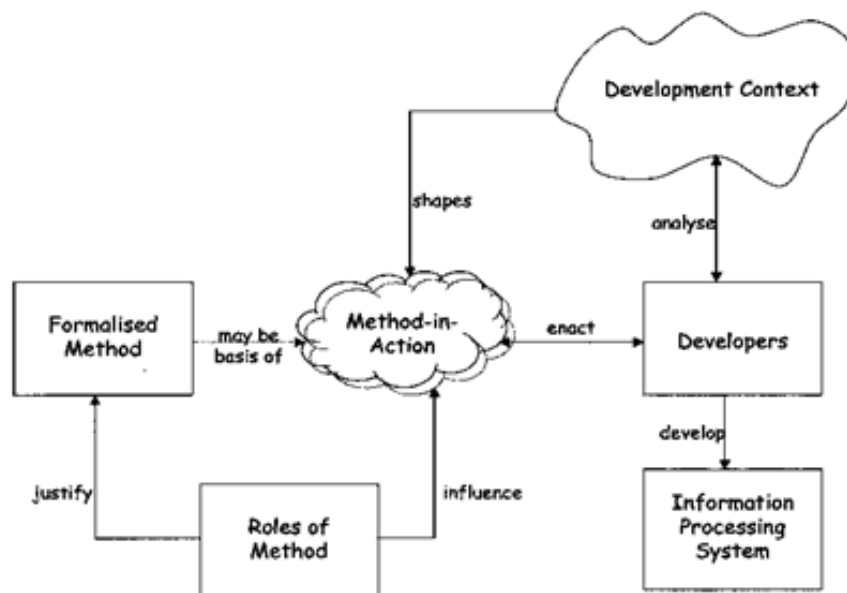 Development Context
shapes
analyse
Formalised
Method
may be
basis of
Method-in-
Action
enact
Developers
develop
justify
influence
Roles of
Method
Information
Processing
System